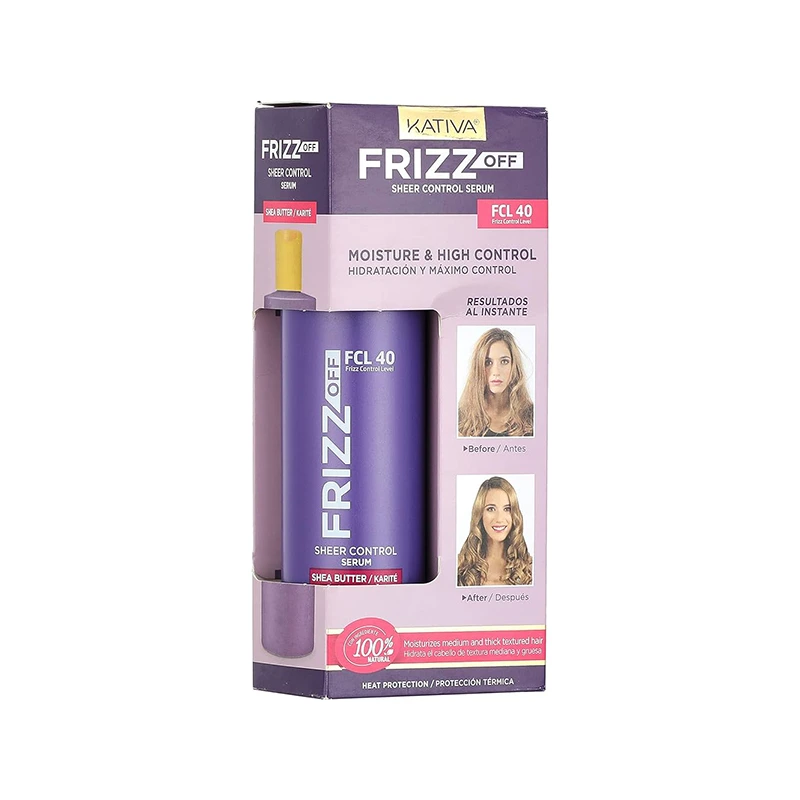 FRIZZ OFF
SHEER CONTROL
SERUM
SHEA BUTTER / KARITÉ
KATIVA®
FRIZZ OFF
SHEER CONTROL SERUM
FCL 40
Frizz Control Level
MOISTURE & HIGH CONTROL
HIDRATACIÓN Y MÁXIMO CONTROL
RESULTADOS
AL INSTANTE
Before / Antes
After / Después
FCL 40
Frizz Control Level
FRIZZ OFF
SHEER CONTROL
SERUM
SHEA BUTTER / KARITÉ
100%
NATURAL
Moisturizes medium and thick textured hair
Hidrata el cabello de textura mediana y gruesa
HEAT PROTECTION / PROTECCIÓN TÉRMICA